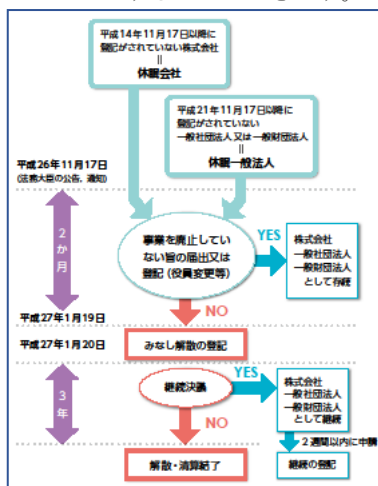 平成14年11月17日以降に
登記がされていない株式会社
＝
休眠会社
平成21年11月17日以降に
登記がされていない
一般社団法人又は一般財団法人
＝
休眠一般法人
平成26年11月17日
(法務大臣の公告、通知)
2か月
事業を廃止してい
ない旨の届出又は
登記(役員変更等)
YES
株式会社
一般社団法人
一般財団法人
として存続
NO
平成27年1月19日
平成27年1月20日
みなし解散の登記
3年
継続決議
YES
株式会社
一般社団法人
一般財団法人
として継続
NO
2週間以内に申請
解散・清算結了
継続の登記